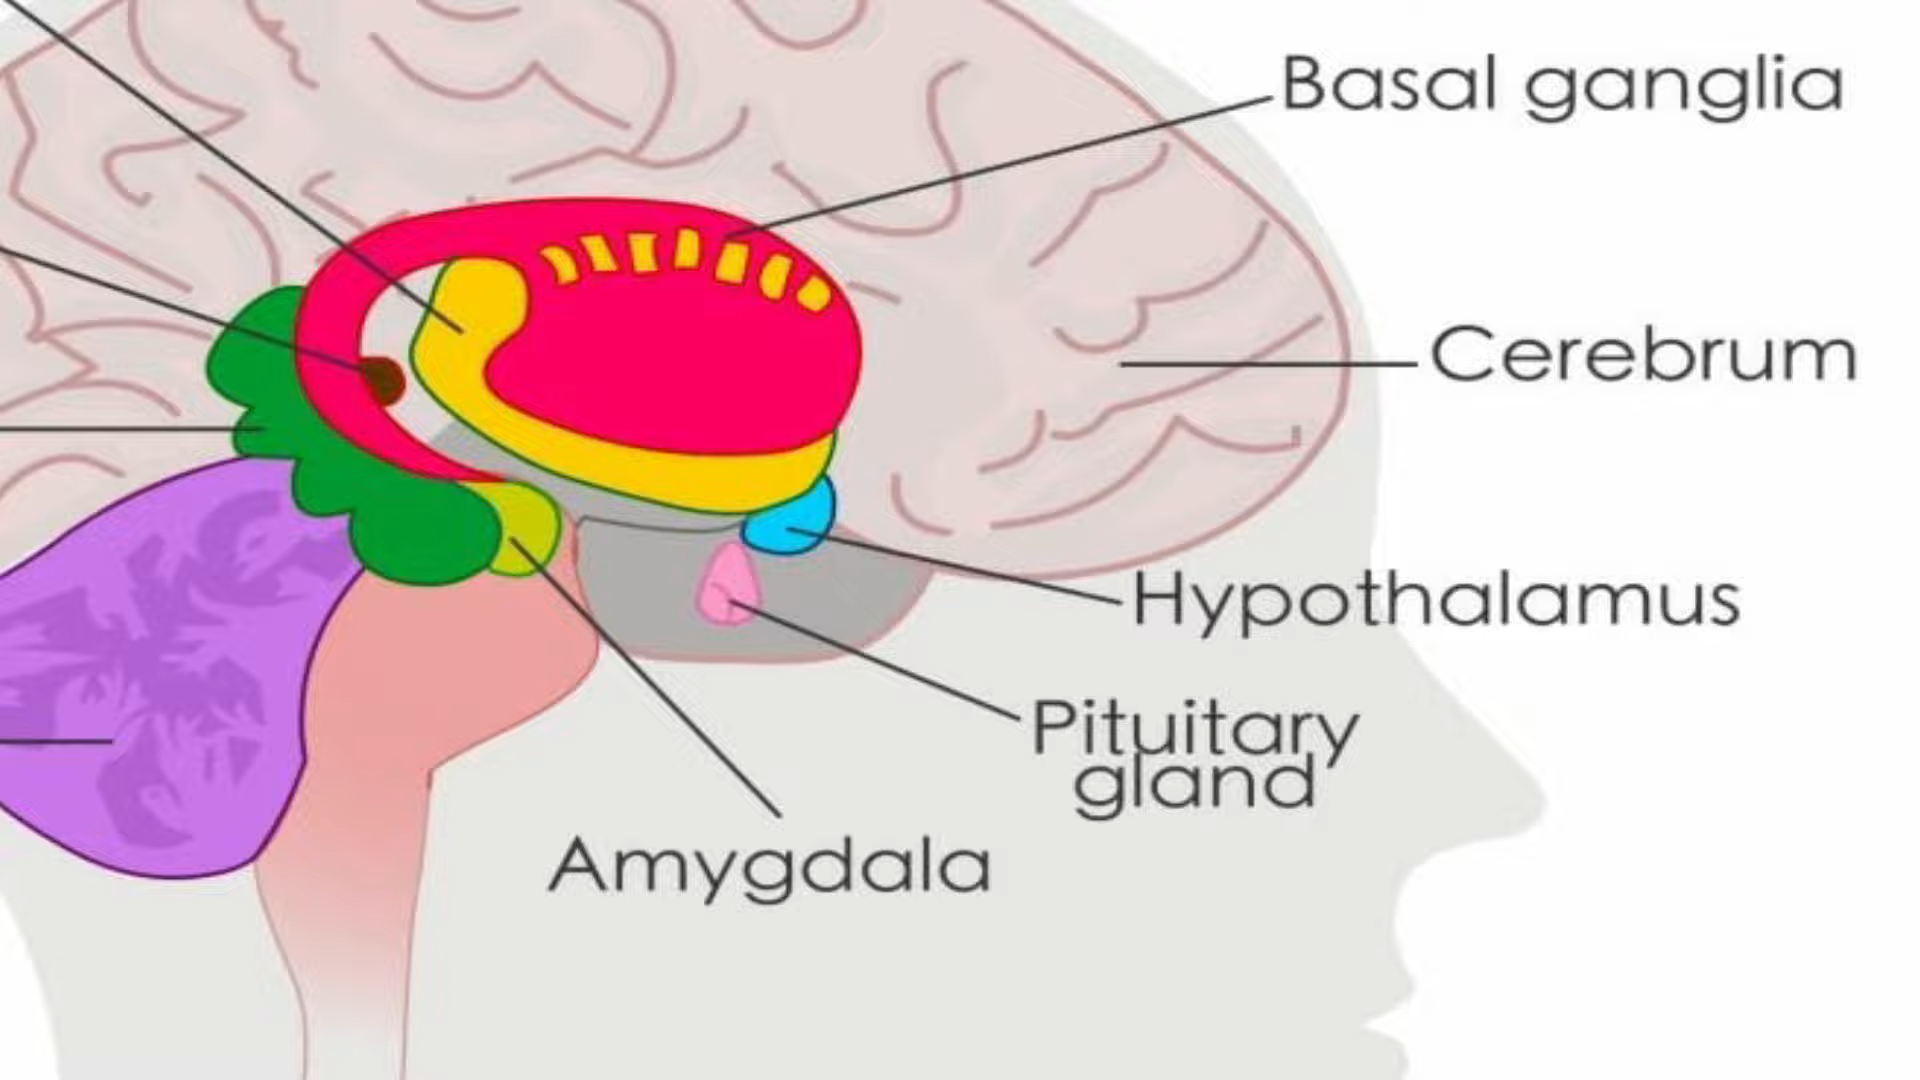 Basal ganglia
Cerebrum
Hypothalamus
Pituitary
gland
Amygdala